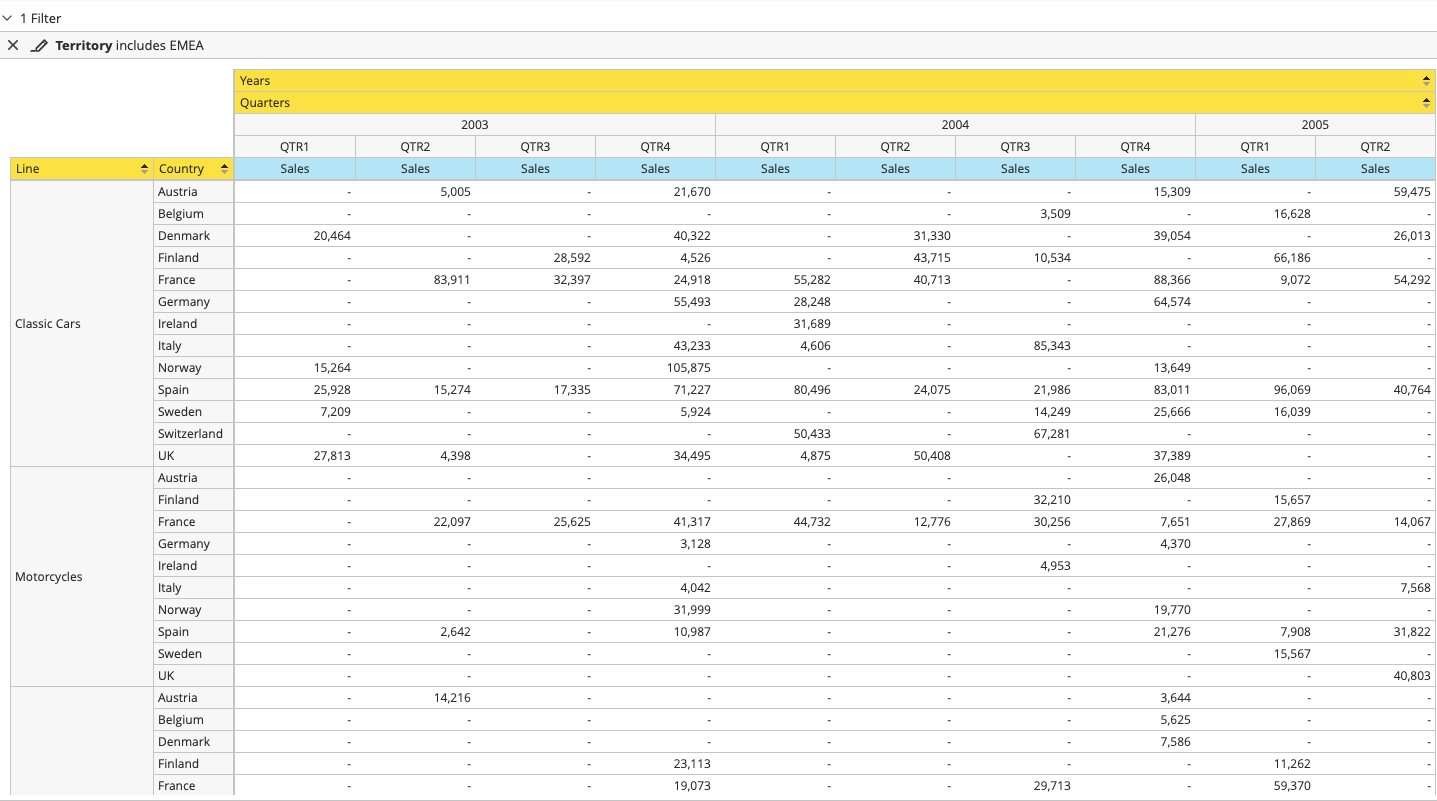 1 Filter
Territory includes EMEA
Years
Quarters
2003 2004 2005
QTR1 QTR2 QTR3 QTR4 QTR1 QTR2 QTR3 QTR4 QTR1 QTR2
Line Country Sales Sales Sales Sales Sales Sales Sales Sales Sales Sales
Austria - 5,005 - 21,670 - - - 15,309 - 59,475
Belgium - - - - - - 3,509 - 16,628 -
Denmark 20,464 - - 40,322 - 31,330 - 39,054 - 26,013
Finland - - 28,592 4,526 - 43,715 10,534 - 66,186 -
France - 83,911 32,397 24,918 55,282 40,713 - 88,366 9,072 54,292
Germany - - - 55,493 28,248 - - 64,574 - -
Classic Cars Ireland - - - - 31,689 - - - - -
Italy - - - 43,233 4,606 - 85,343 - - -
Norway 15,264 - - 105,875 - - - 13,649 - -
Spain 25,928 15,274 17,335 71,227 80,496 24,075 21,986 83,011 96,069 40,764
Sweden 7,209 - - 5,924 - - 14,249 25,666 16,039 -
Switzerland - - - - 50,433 - 67,281 - - -
UK 27,813 4,398 - 34,495 4,875 50,408 - 37,389 - -
Austria - - - - - - - 26,048 - -
Finland - - - - - - 32,210 - 15,657 -
France - 22,097 25,625 41,317 44,732 12,776 30,256 7,651 27,869 14,067
Germany - - - 3,128 - - - 4,370 - -
Ireland - - - - - - 4,953 - - -
Motorcycles Italy - - - 4,042 - - - - - 7,568
Norway - - - 31,999 - - - 19,770 - -
Spain - 2,642 - 10,987 - - - 21,276 7,908 31,822
Sweden - - - - - - - - 15,567 -
UK - - - - - - - - - 40,803
Austria - 14,216 - - - - - 3,644 - -
Belgium - - - - - - - 5,625 - -
Denmark - - - - - - - 7,586 - -
Finland - - - 23,113 - - - - 11,262 -
France - - - 19,073 - - 29,713 - 59,370 -